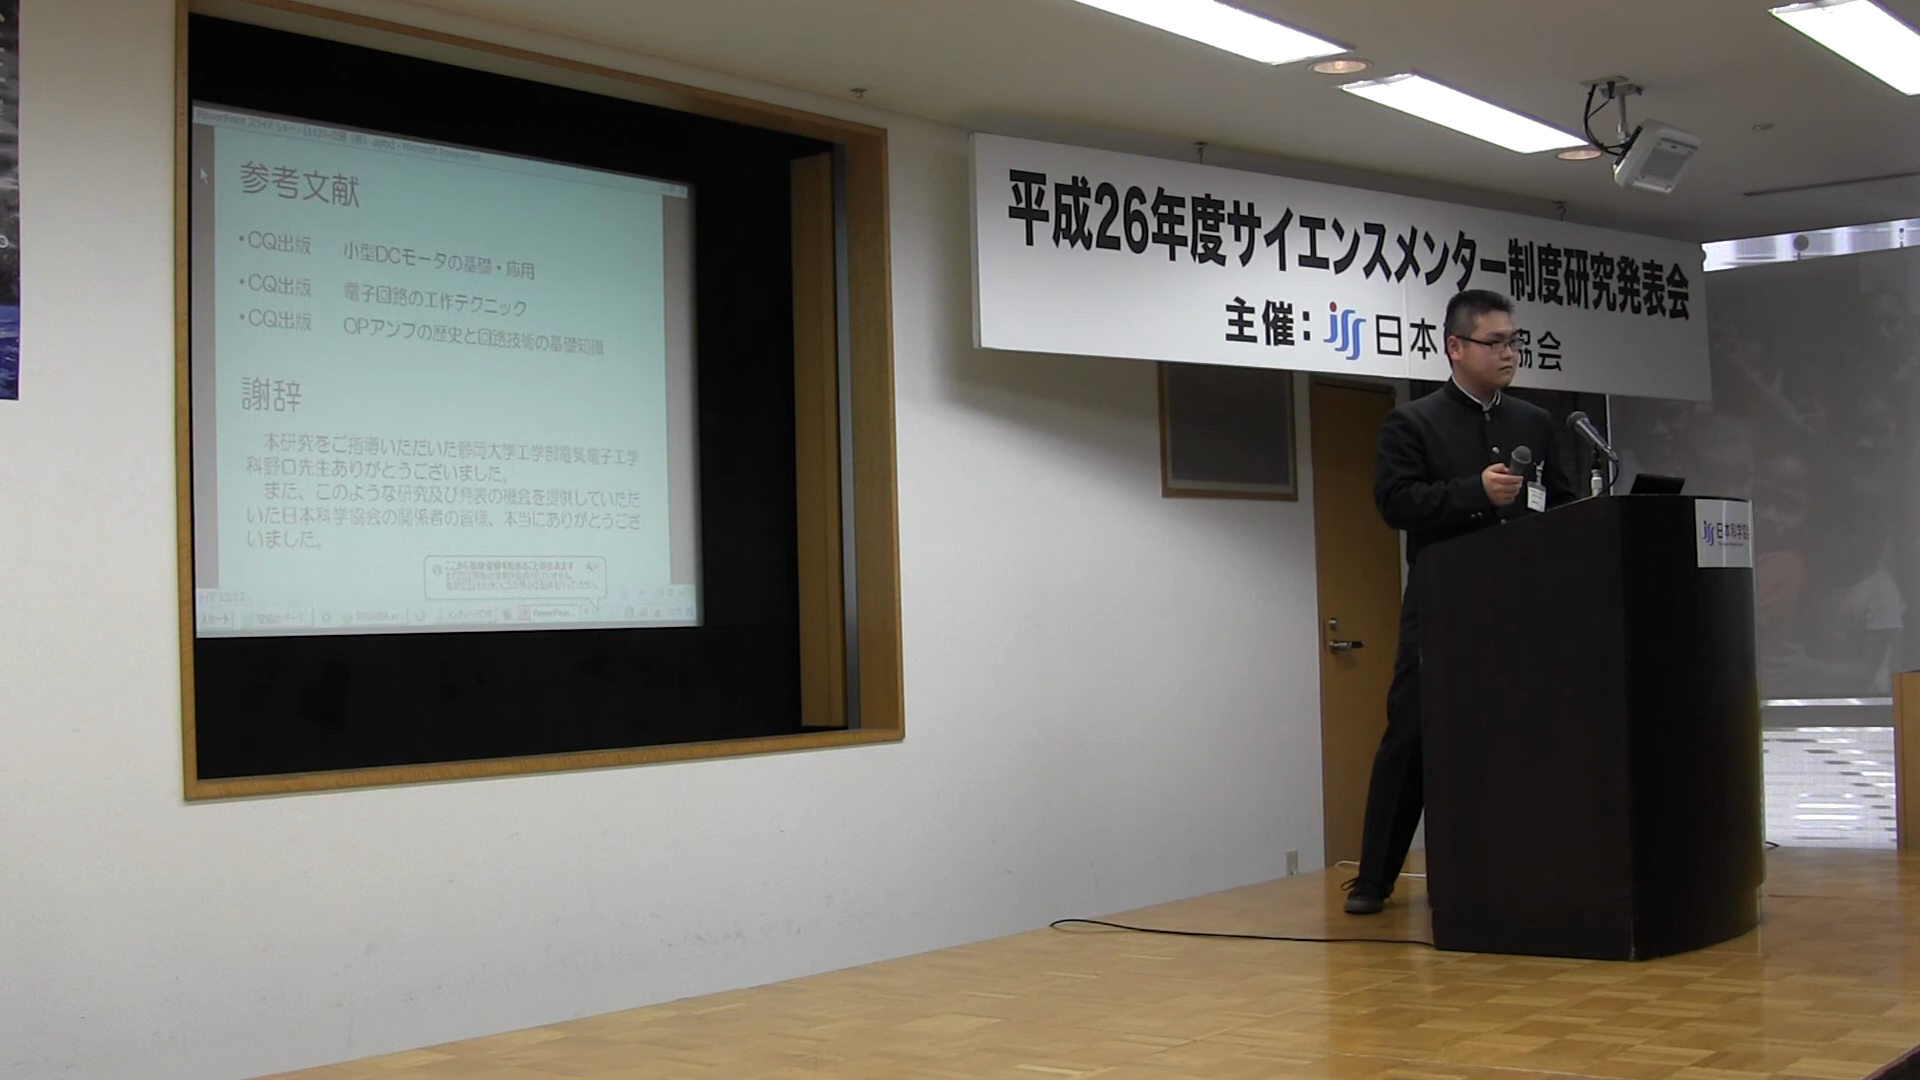 参考文献
・CQ出版 小型DCモータの基礎・応用
・CQ出版 電子回路の工作テクニック
・CQ出版 OPアンプの歴史と回路技術の基礎知識
謝辞
本研究をご指導いただいた静岡大学工学部電気電子工学
科野口先生ありがとうございました。
また、このような研究及び発表の機会を提供していただ
いた日本科学協会の関係者の皆様、本当にありがとうござ
いました。
平成26年度サイエンスメンター制度研究発表会
主催：jss 日本 協会
jss 日本科学協会